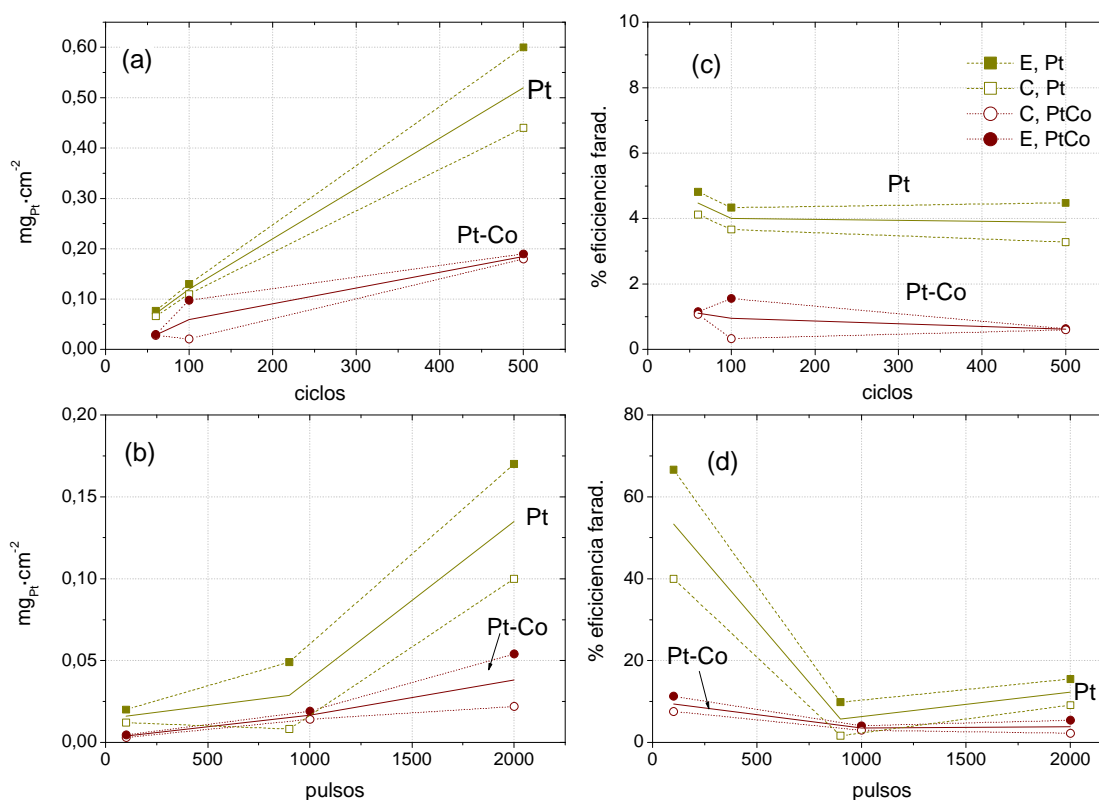 (a)
0,60
0,50
0,40
0,30
0,20
0,10
0,00
mgPt·cm-2
Pt
Pt-Co
0 100 200 300 400 500
ciclos
(c)
10
8
6
4
2
0
% eficiciencia farad.
E, Pt
C, Pt
C, PtCo
E, PtCo
Pt
Pt-Co
0 100 200 300 400 500
ciclos
(b)
0,20
0,15
0,10
0,05
0,00
mgPt·cm-2
Pt
Pt-Co
0 500 1000 1500 2000
pulsos
(d)
80
60
40
20
0
% eficiciencia farad.
Pt-Co
Pt
0 500 1000 1500 2000
pulsos